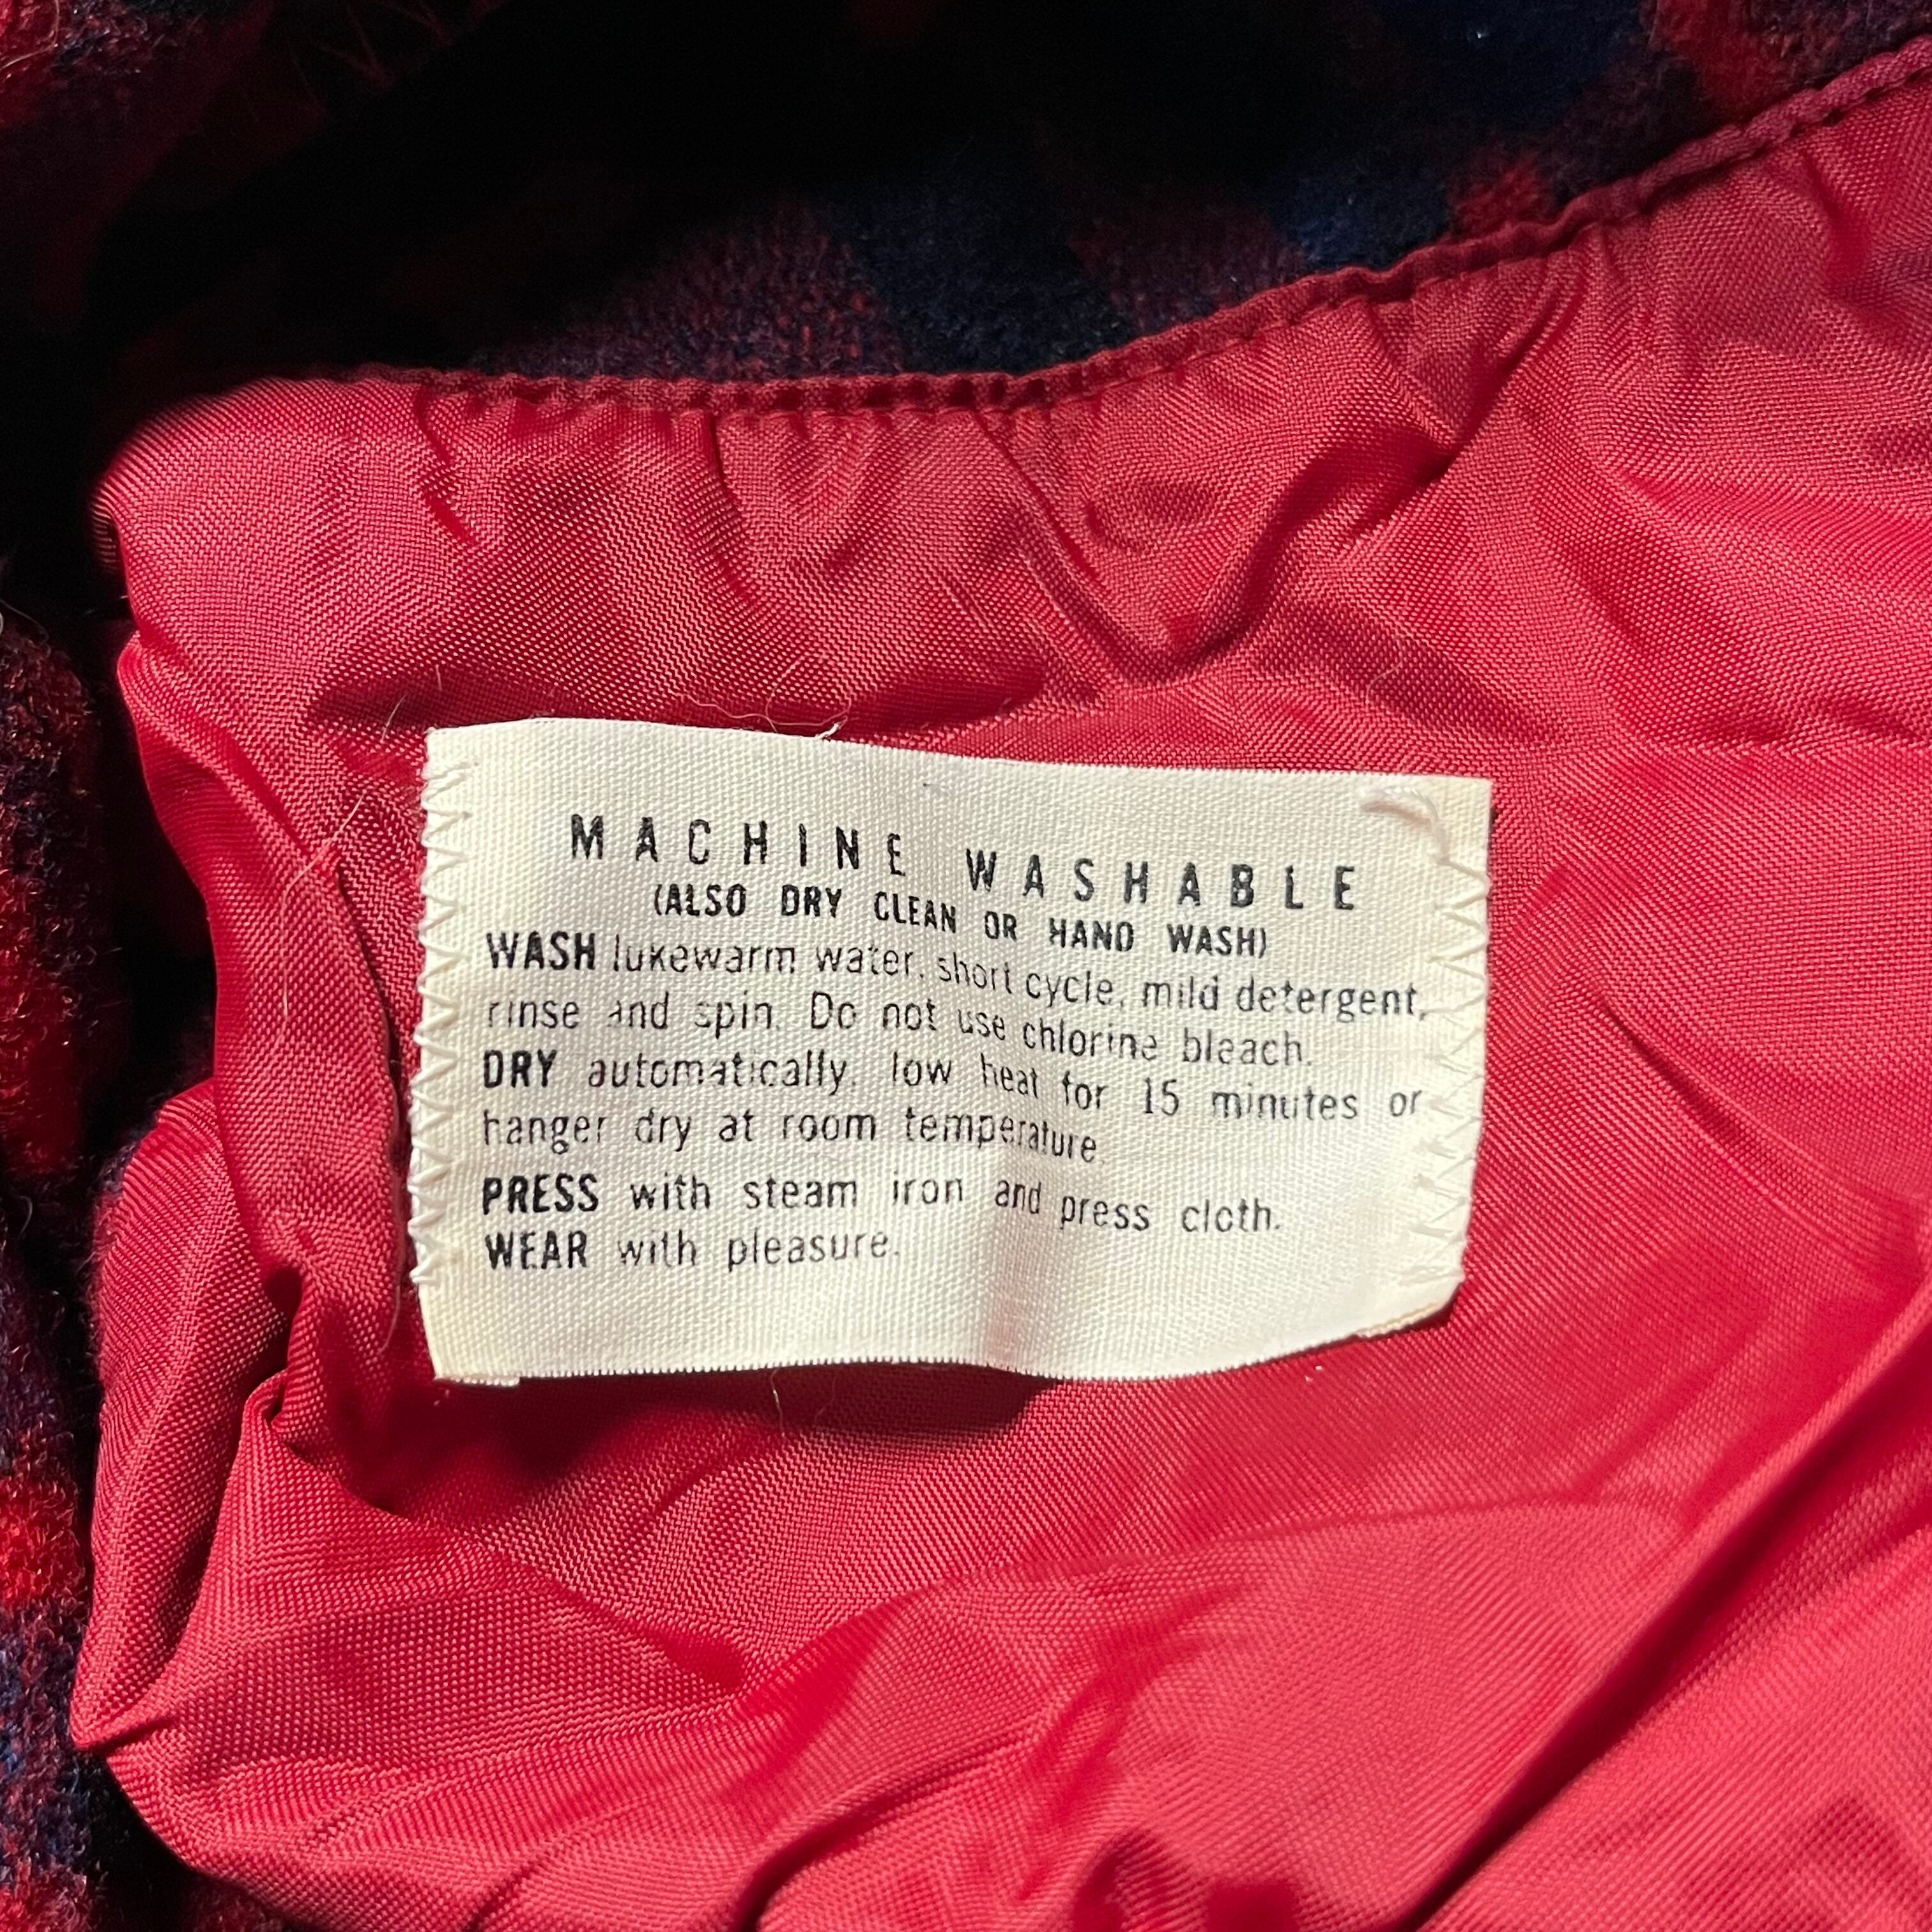 MACHINE WASHABLE
(ALSO DRY CLEAN OR HAND WASH)
WASH lukewarm water, short cycle, mild detergent,
rinse and spin. Do not use chlorine bleach.
DRY automatically, low heat for 15 minutes or
hanger dry at room temperature.
PRESS with steam iron and press cloth.
WEAR with pleasure.